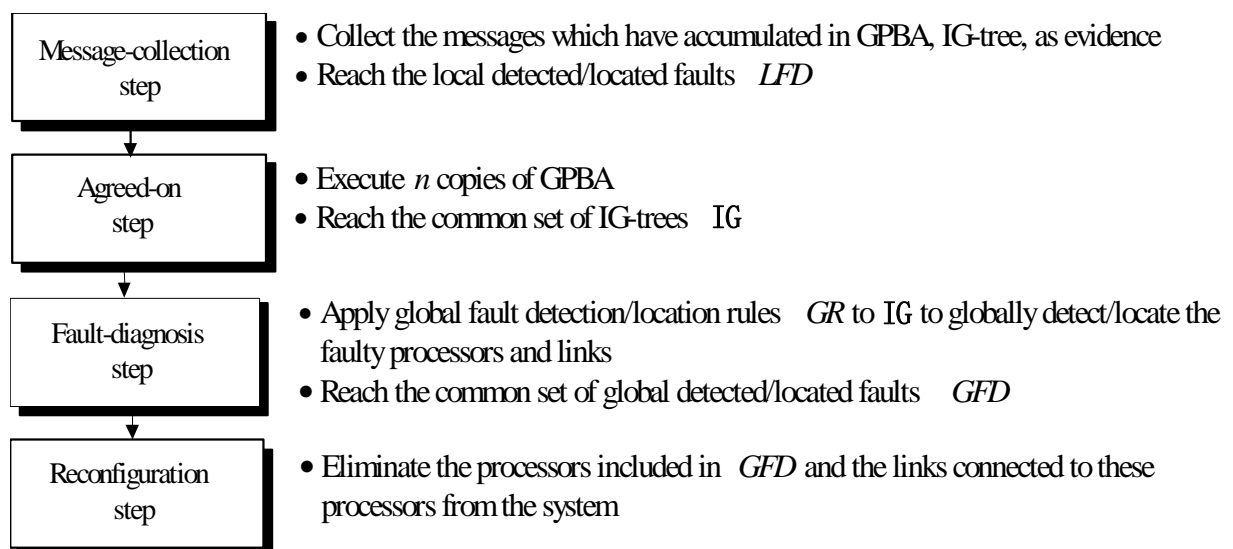 Message-collection
step
• Collect the messages which have accumulated in GPBA, IG-tree, as evidence
• Reach the local detected/located faults LFD
Agreed-on
step
• Execute n copies of GPBA
• Reach the common set of IG-trees IG
Fault-diagnosis
step
• Apply global fault detection/location rules GR to IG to globally detect/locate the
faulty processors and links
• Reach the common set of global detected/located faults GFD
Reconfiguration
step
• Eliminate the processors included in GFD and the links connected to these
processors from the system